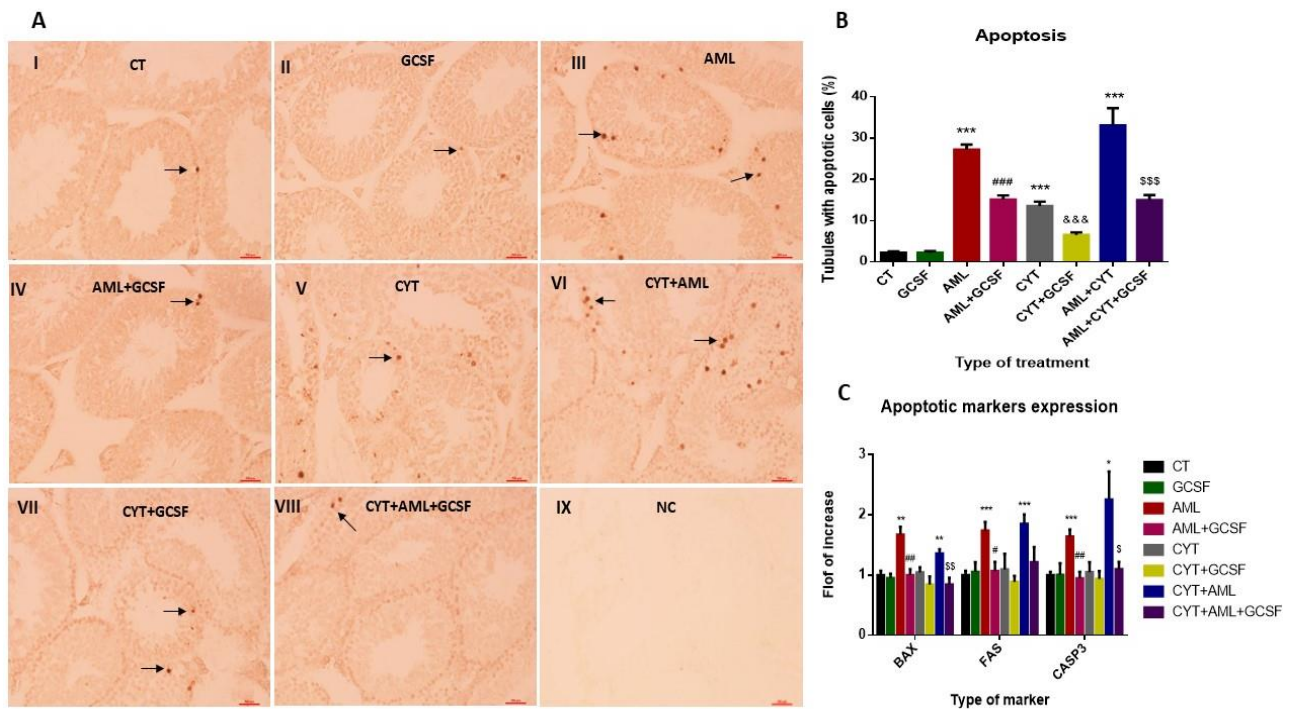 A
I
CT
II
GCSF
III
AML
IV
AML+GCSF
V
CYT
VI
CYT+AML
VII
CYT+GCSF
VIII
CYT+AML+GCSF
IX
NC
B
Apoptosis
Tubules with apoptotic cells (%)
40
30
20
10
0
***
###
***
&&&
***
$$$
CT
GCSF
AML
AML+GCSF
CYT
CYT+GCSF
AML+CYT
AML+CYT+GCSF
Type of treatment
C
Apoptotic markers expression
Flof of increase
3
2
1
0
**
##
**
$$
***
#
***
***
##
*
$
BAX
FAS
CASP3
Type of marker
CT
GCSF
AML
AML+GCSF
CYT
CYT+GCSF
CYT+AML
CYT+AML+GCSF